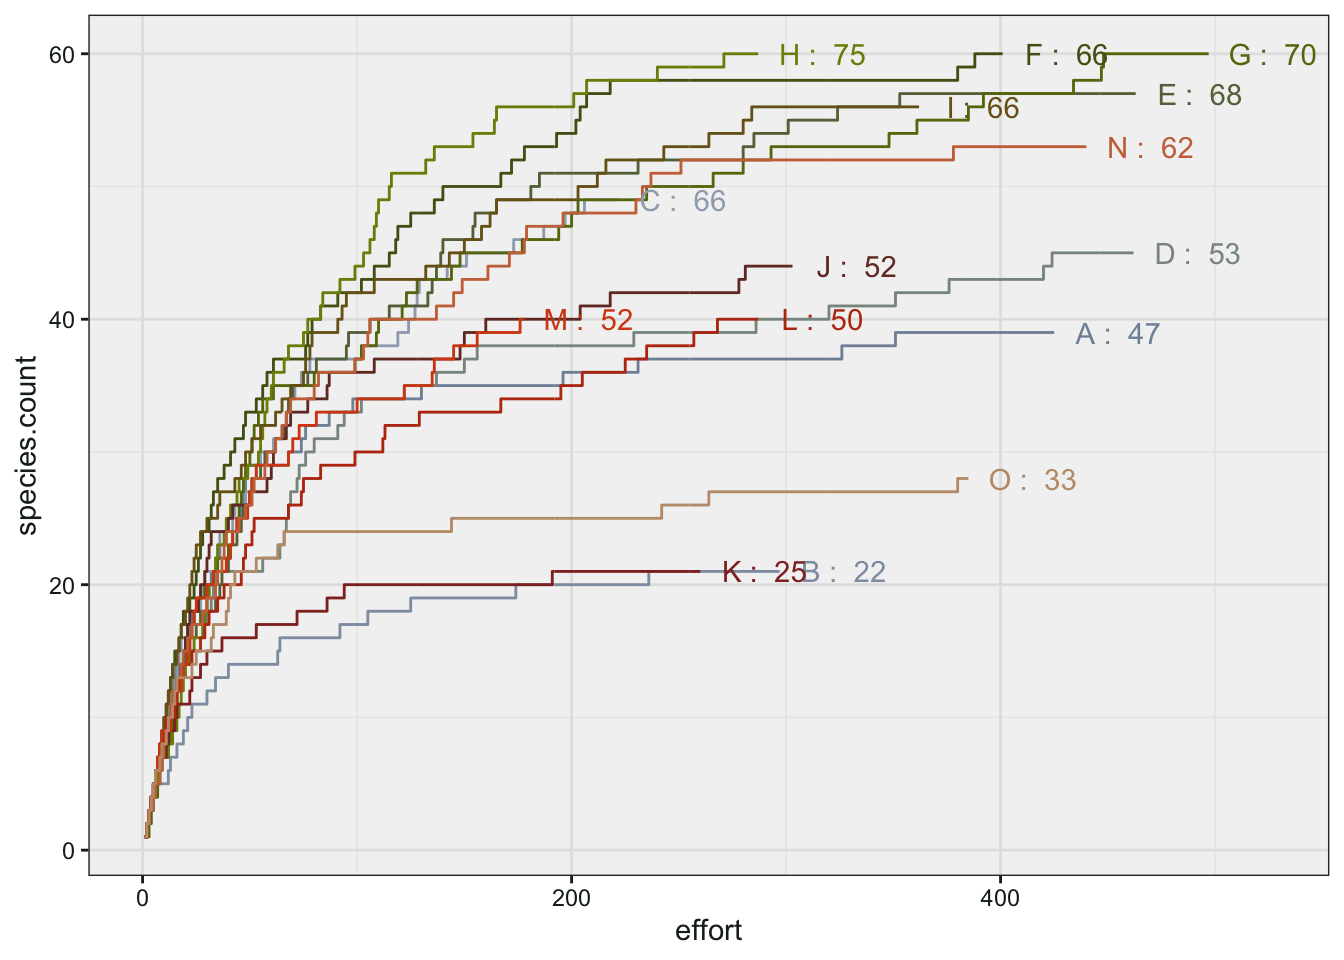 60
H : 75
F : 66
G : 70
E : 68
I : 66
N : 62
C : 66
D : 53
J : 52
40
M : 52
L : 50
A : 47
O : 33
20
K : 25
B : 22
0
0
200
400
effort
species.count